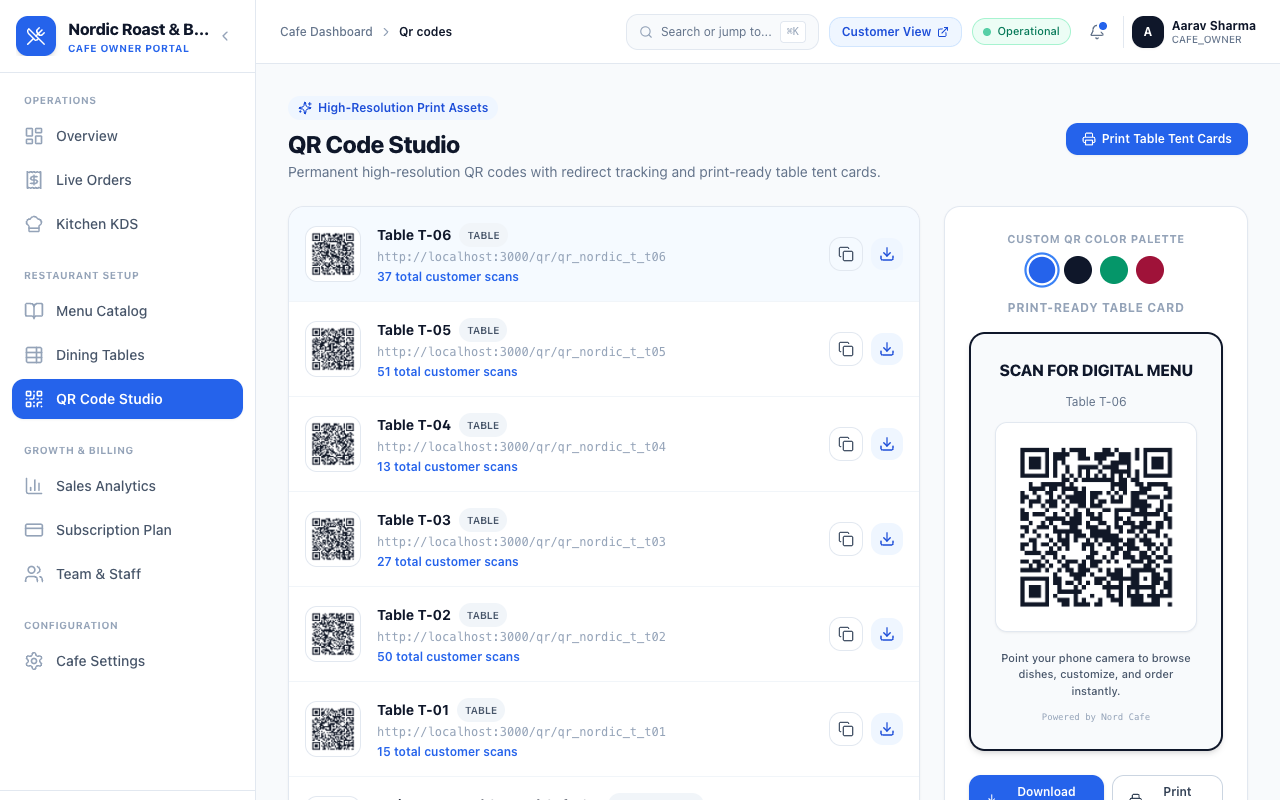 Nordic Roast & B...
CAFE OWNER PORTAL
OPERATIONS
Overview
Live Orders
Kitchen KDS
RESTAURANT SETUP
Menu Catalog
Dining Tables
QR Code Studio
GROWTH & BILLING
Sales Analytics
Subscription Plan
Team & Staff
CONFIGURATION
Cafe Settings
Cafe Dashboard > Qr codes
Search or jump to... ⌘K
Customer View
Operational
A
Aarav Sharma
CAFE_OWNER
High-Resolution Print Assets
QR Code Studio
Permanent high-resolution QR codes with redirect tracking and print-ready table tent cards.
Print Table Tent Cards
Table T-06 TABLE
http://localhost:3000/qr/qr_nordic_t_t06
37 total customer scans
Table T-05 TABLE
http://localhost:3000/qr/qr_nordic_t_t05
51 total customer scans
Table T-04 TABLE
http://localhost:3000/qr/qr_nordic_t_t04
13 total customer scans
Table T-03 TABLE
http://localhost:3000/qr/qr_nordic_t_t03
27 total customer scans
Table T-02 TABLE
http://localhost:3000/qr/qr_nordic_t_t02
50 total customer scans
Table T-01 TABLE
http://localhost:3000/qr/qr_nordic_t_t01
15 total customer scans
CUSTOM QR COLOR PALETTE
PRINT-READY TABLE CARD
SCAN FOR DIGITAL MENU
Table T-06
Point your phone camera to browse
dishes, customize, and order
instantly.
Powered by Nord Cafe
Download
Print